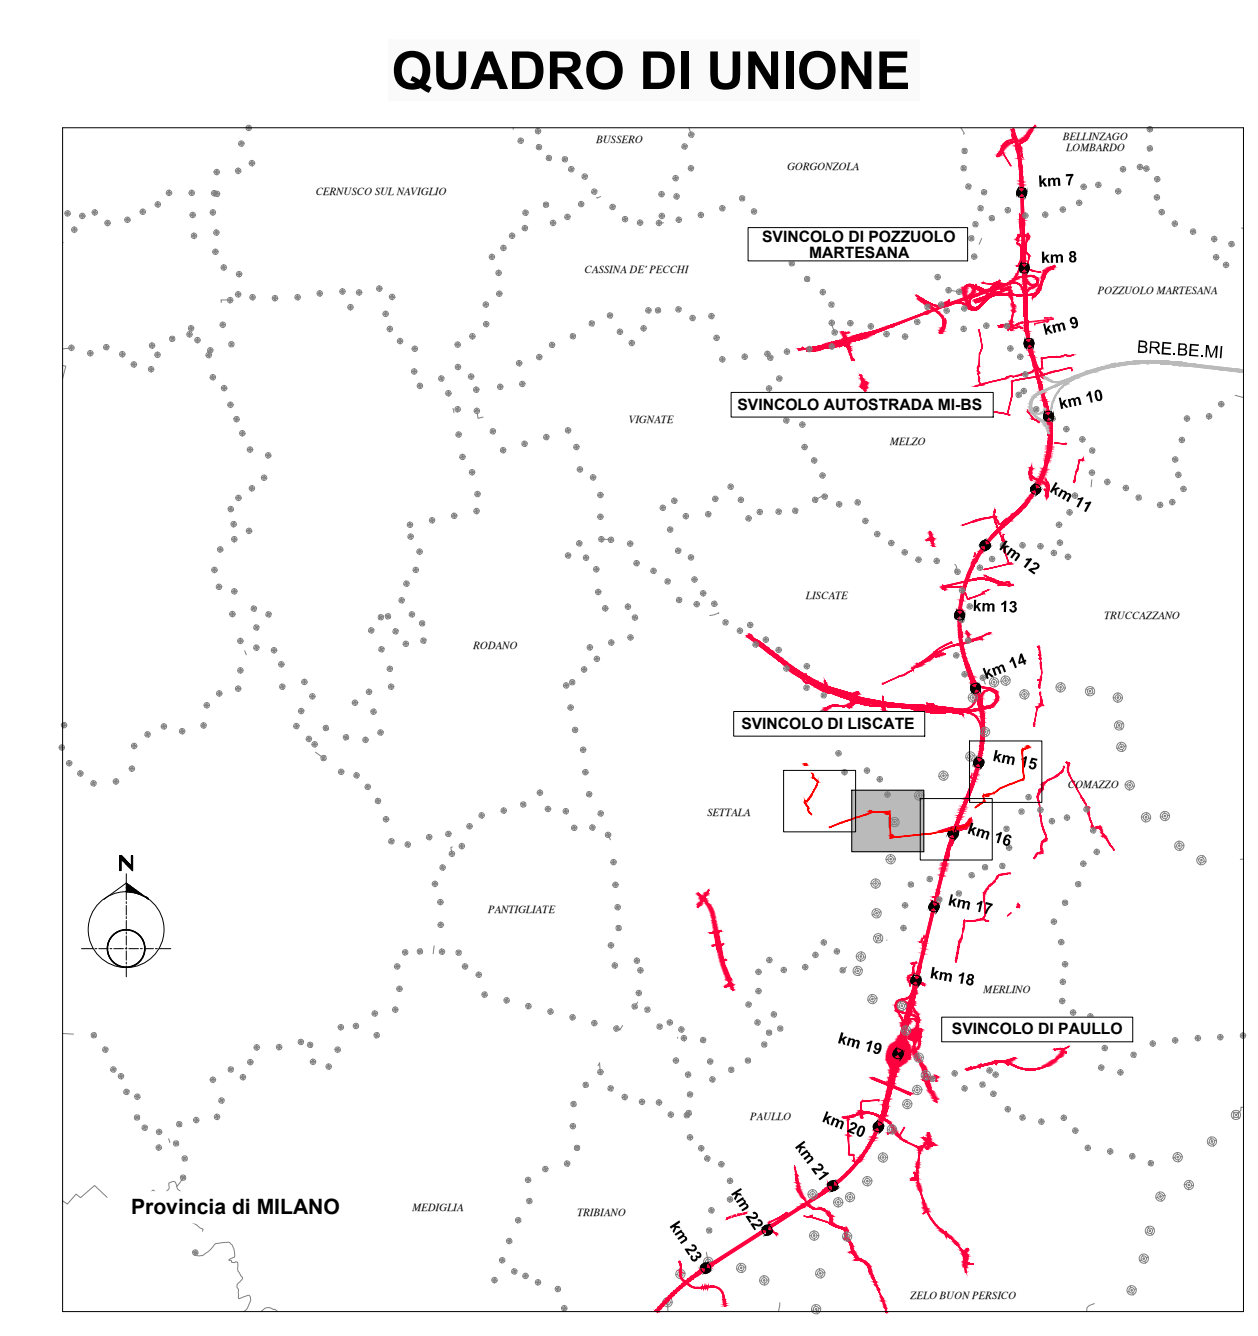 QUADRO DI UNIONE
BUSSERO
BELLINZAGO
LOMBARDO
GORGONZOLA
CERNUSCO SUL NAVIGLIO
km 7
SVINCOLO DI POZZUOLO
MARTESANA
km 8
CASSINA DE' PECCHI
POZZUOLO MARTESANA
km 9
BRE.BE.MI
SVINCOLO AUTOSTRADA MI-BS
km 10
VIGNATE
MELZO
km 11
km 12
LISCATE
km 13
TRUCCAZZANO
RODANO
km 14
SVINCOLO DI LISCATE
km 15
COMAZZO
SETTALA
km 16
N
PANTIGLIATE
km 17
km 18
MERLINO
SVINCOLO DI PAULLO
km 19
PAULLO
km 20
km 21
Provincia di MILANO
MEDIGLIA
TRIBIANO
km 22
km 23
ZELO BUON PERSICO